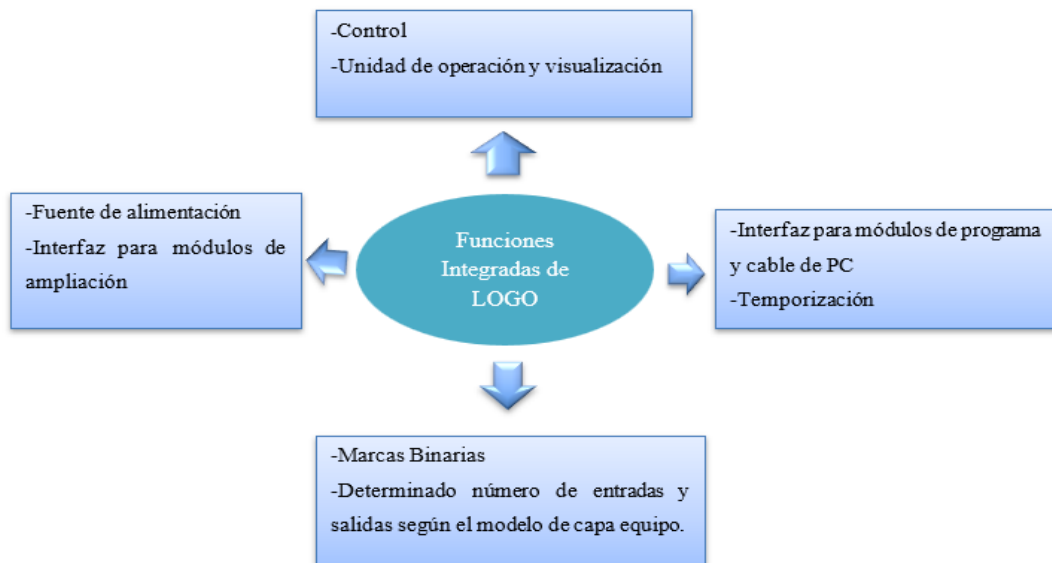 -Control
-Unidad de operación y visualización
-Fuente de alimentación
-Interfaz para módulos de
ampliación
Funciones
Integradas de
LOGO
-Interfaz para módulos de programa
y cable de PC
-Temporización
-Marcas Binarias
-Determinado número de entradas y
salidas según el modelo de capa equipo.